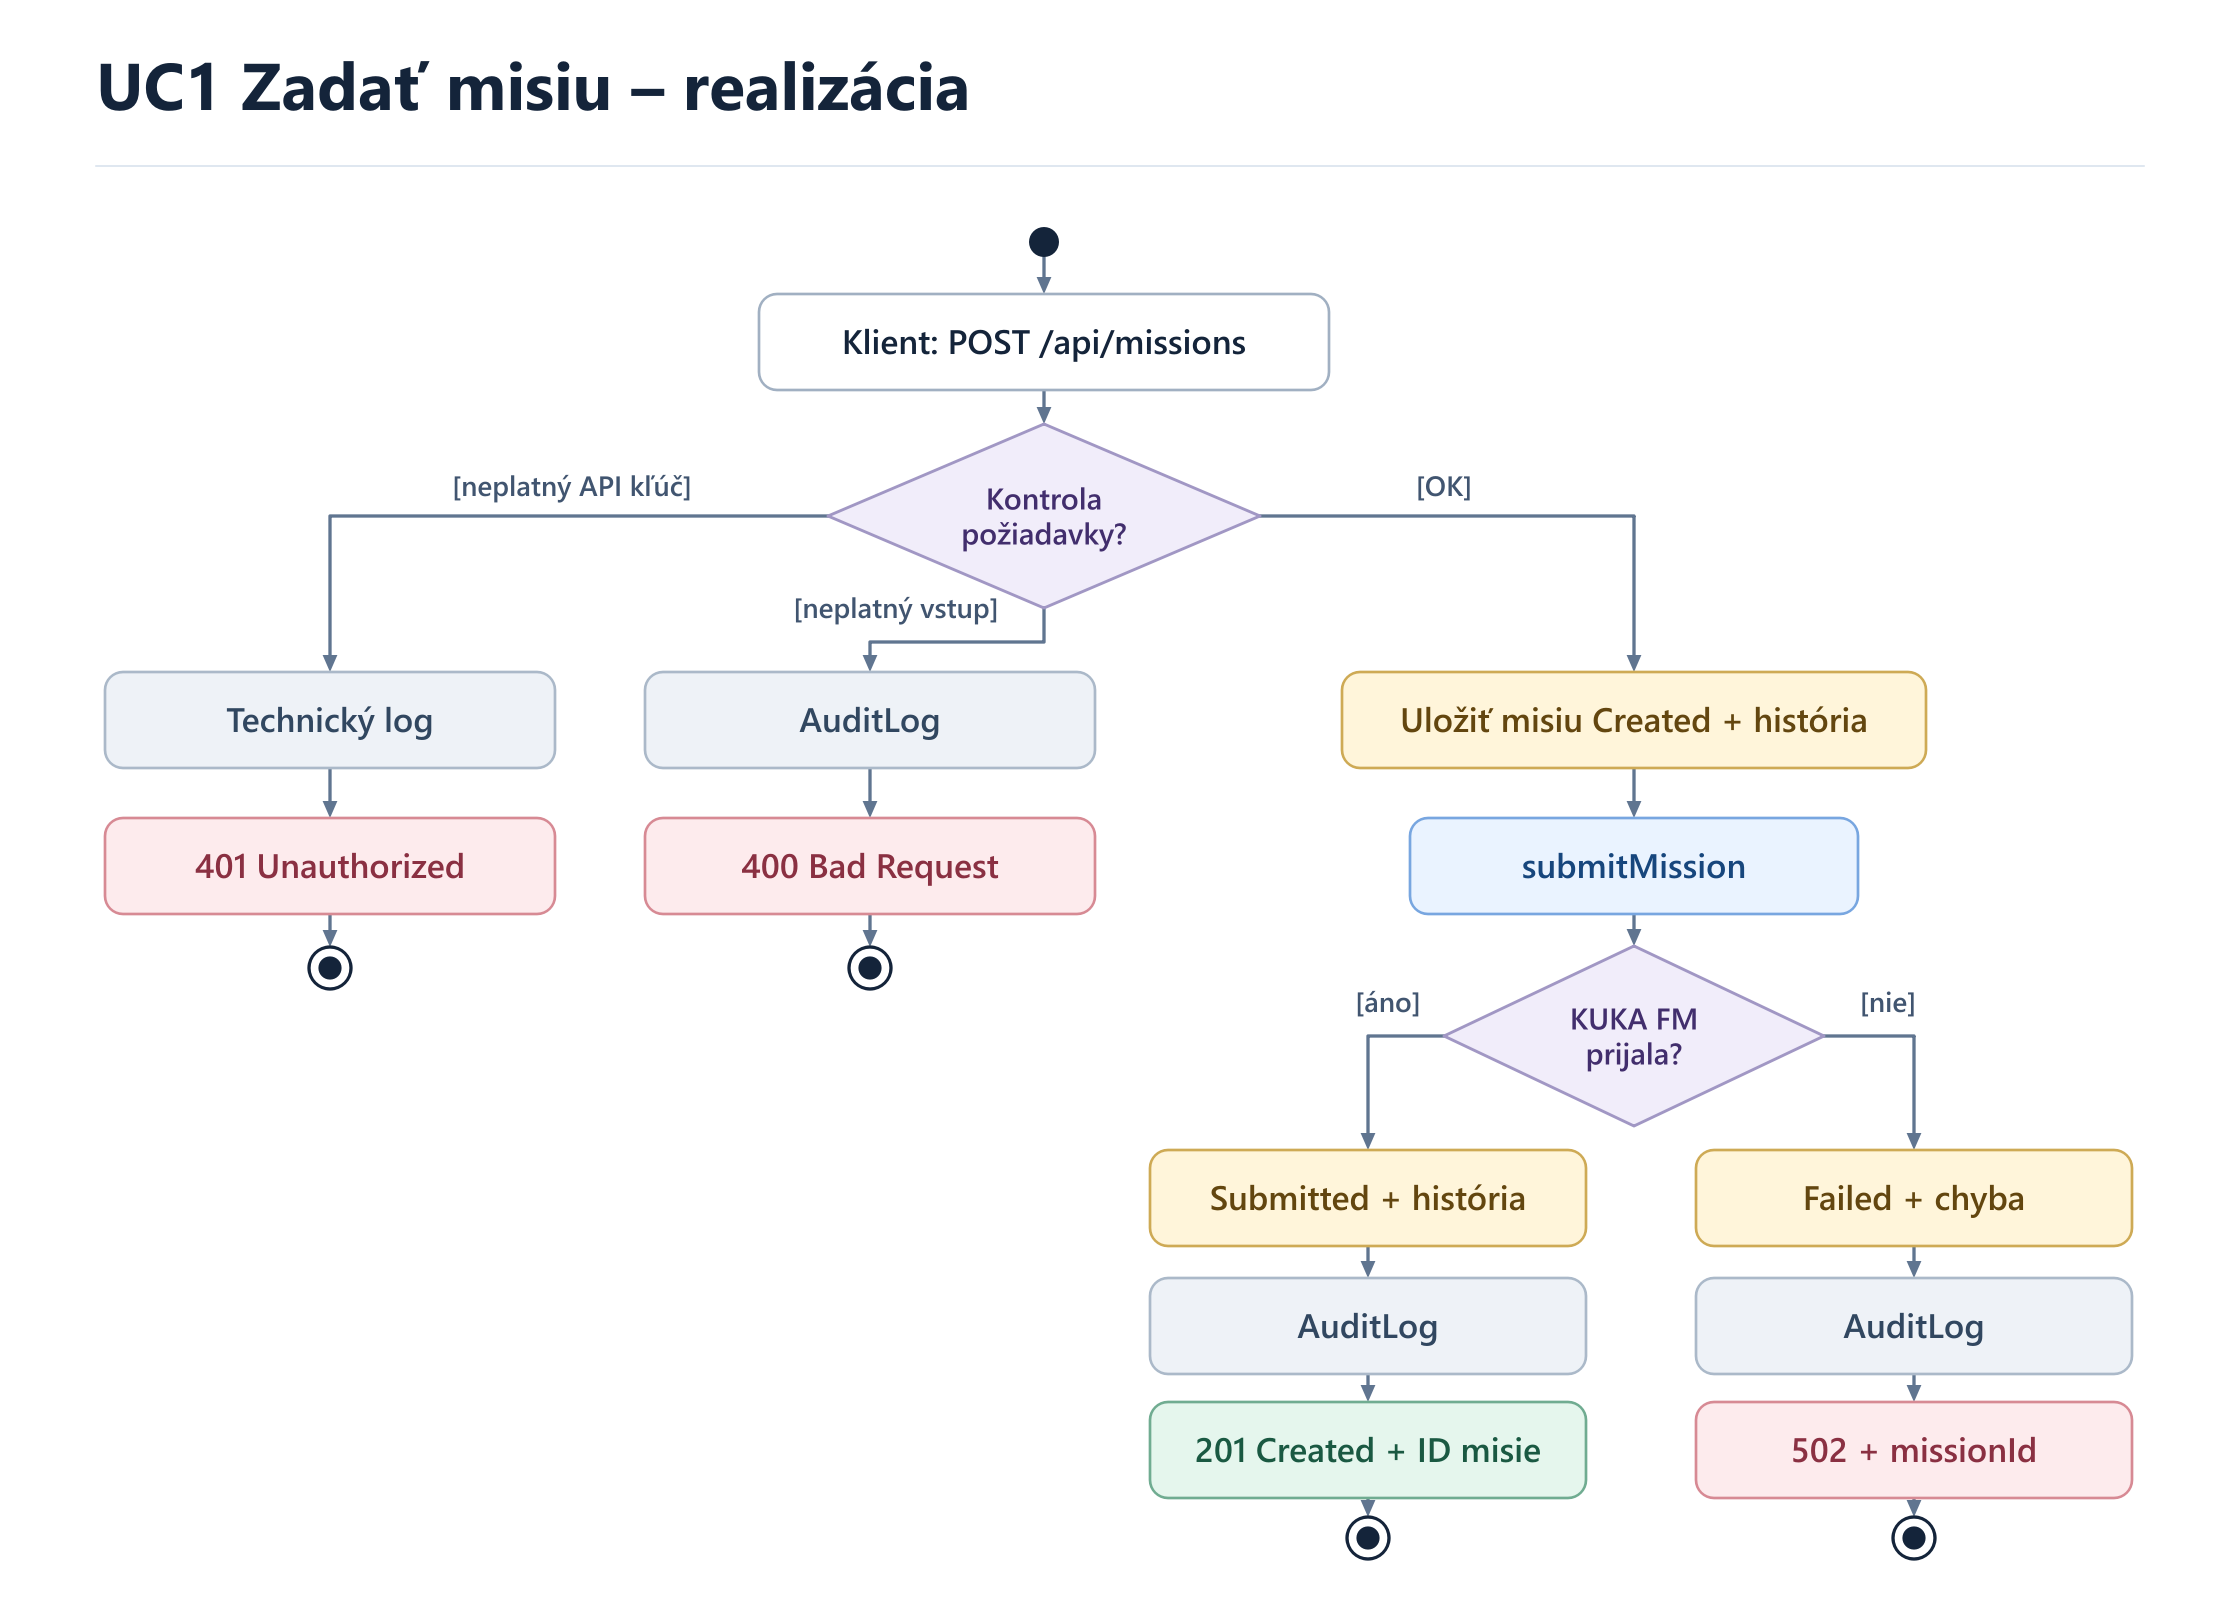 UC1 Zadať misiu – realizácia
Klient: POST /api/missions
[neplatný API kľúč]
Kontrola
požiadavky?
[OK]
[neplatný vstup]
Technický log
AuditLog
Uložiť misiu Created + história
401 Unauthorized
400 Bad Request
submitMission
[áno]
KUKA FM
prijala?
[nie]
Submitted + história
Failed + chyba
AuditLog
AuditLog
201 Created + ID misie
502 + missionId